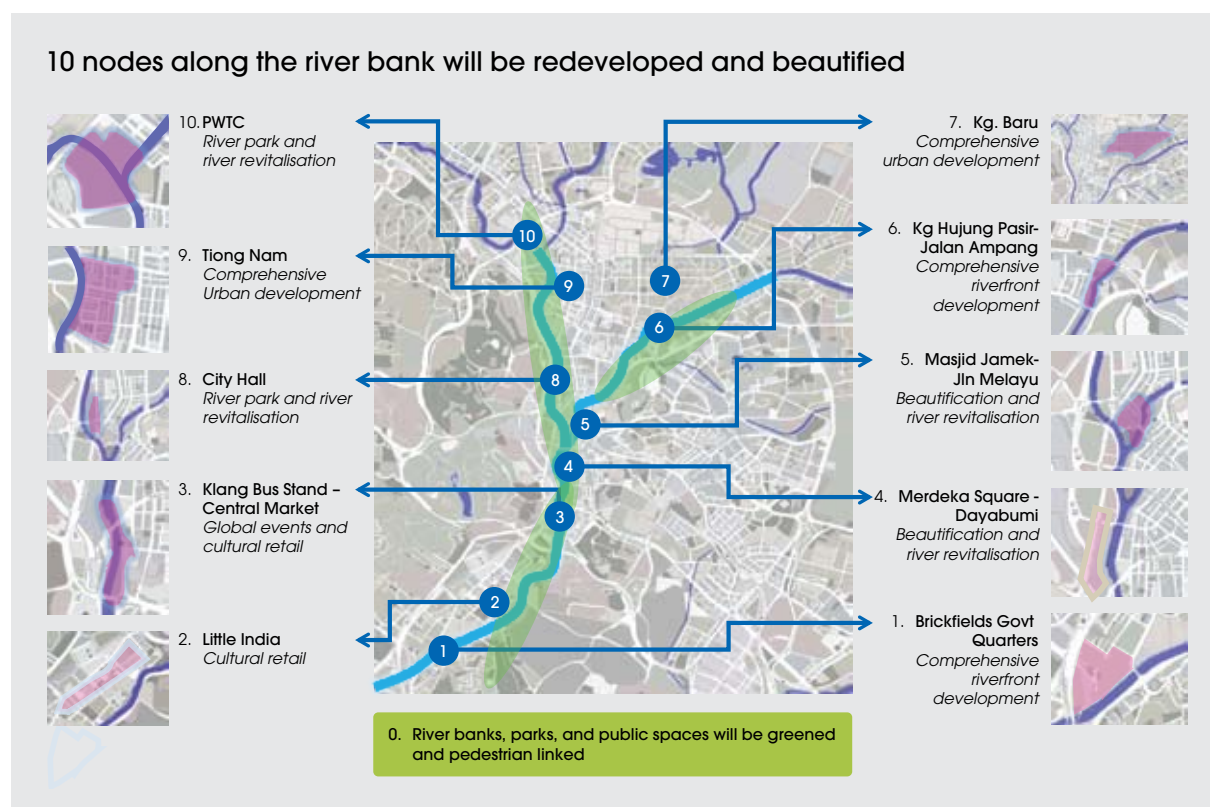 10 nodes along the river bank will be redeveloped and beautified
10. PWTC
River park and
river revitalisation
9. Tiong Nam
Comprehensive
Urban development
8. City Hall
River park and river
revitalisation
3. Klang Bus Stand –
Central Market
Global events and
cultural retail
2. Little India
Cultural retail
10
9
8
7
6
5
4
3
2
1
7. Kg. Baru
Comprehensive
urban development
6. Kg Hujung Pasir-
Jalan Ampang
Comprehensive
riverfront
development
5. Masjid Jamek-
Jln Melayu
Beautification and
river revitalisation
4. Merdeka Square -
Dayabumi
Beautification and
river revitalisation
1. Brickfields Govt
Quarters
Comprehensive
riverfront
development
0. River banks, parks, and public spaces will be greened
and pedestrian linked